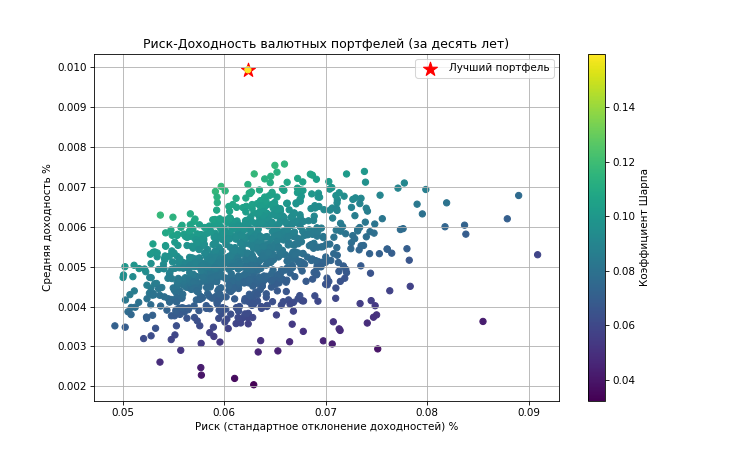 Риск-Доходность валютных портфелей (за десять лет)
Лучший портфель
Средняя доходность %
0.010
0.009
0.008
0.007
0.006
0.005
0.004
0.003
0.002
0.05 0.06 0.07 0.08 0.09
Риск (стандартное отклонение доходностей) %
0.14
0.12
0.10
0.08
0.06
0.04
Коэффициент Шарпа